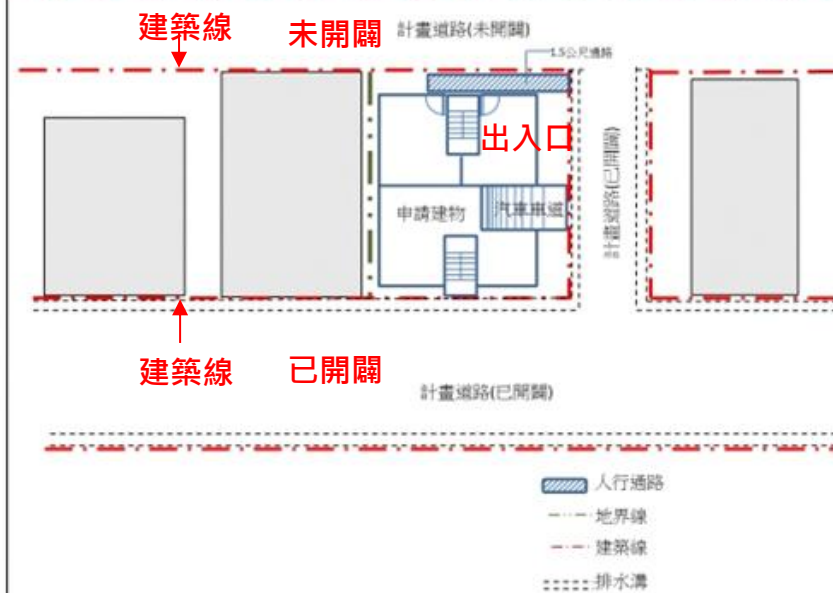 建築線 未開闢 計畫道路(未開闢)
1.5公尺通路
出入口
計畫道路(已開闢)
申請建物 汽車車道
建築線 已開闢
計畫道路(已開闢)
人行通路
地界線
建築線
排水溝